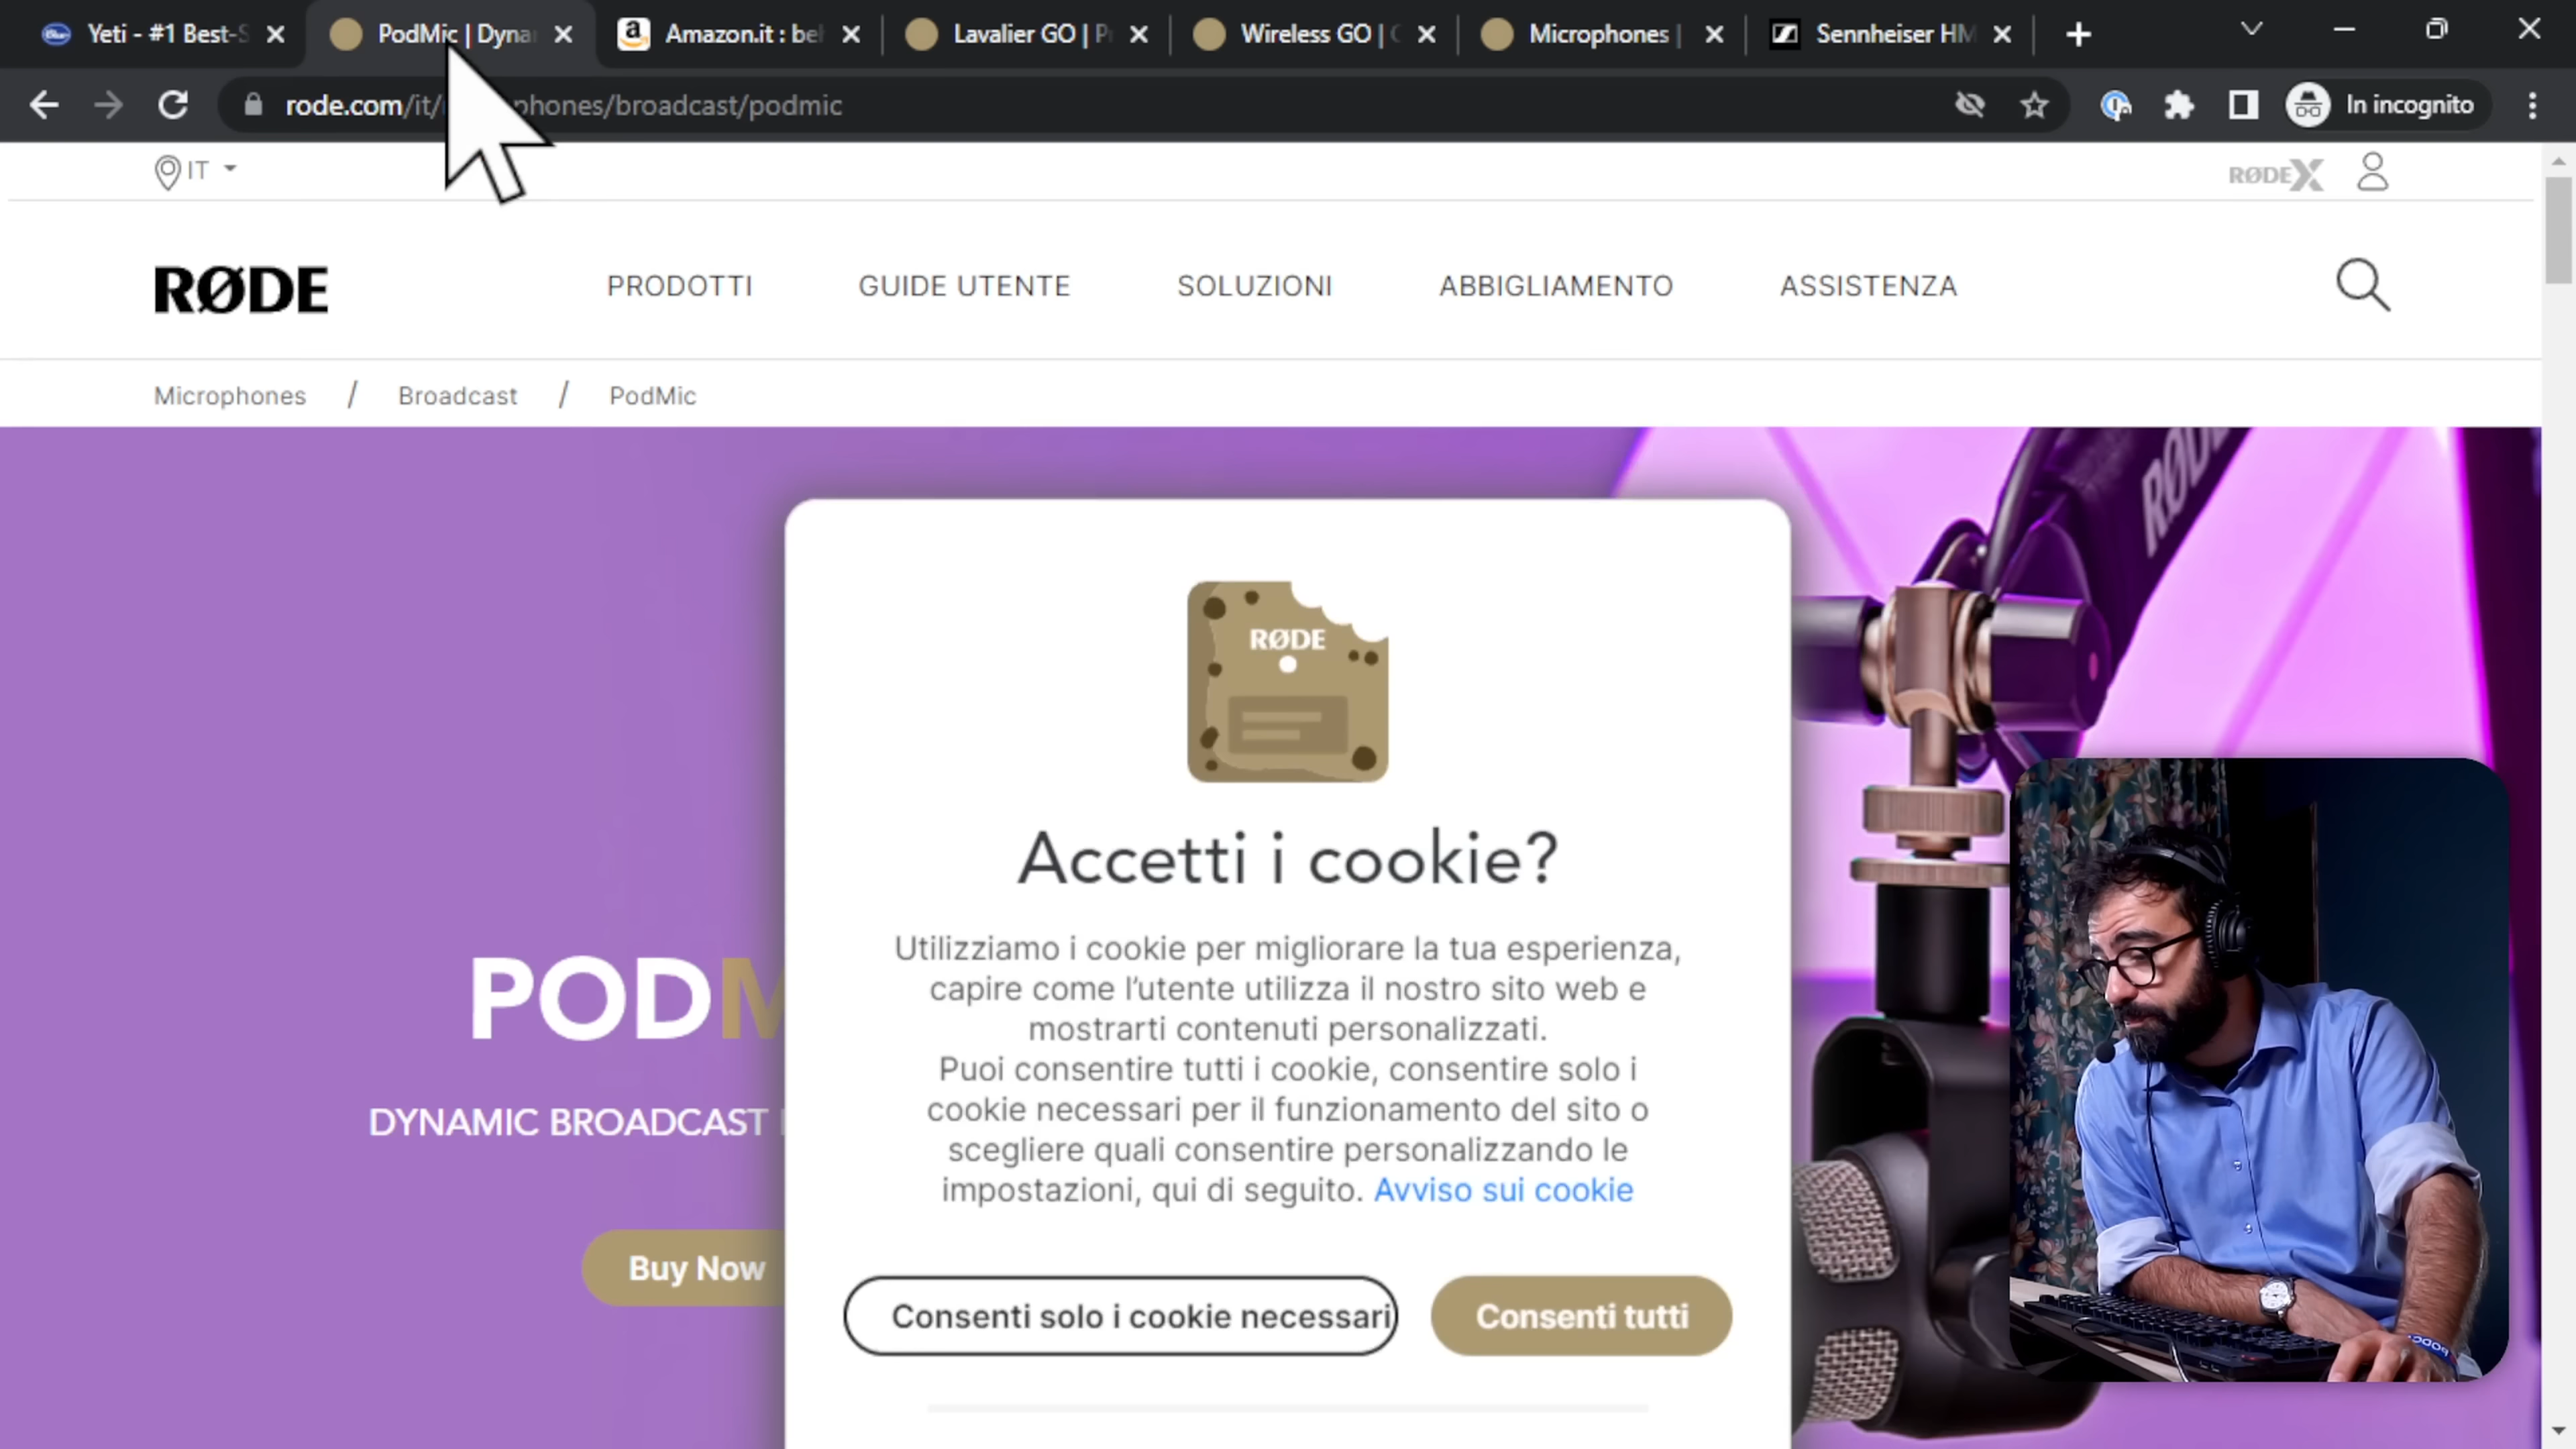 Yeti - #1 Best-S
PodMic | Dyna
Amazon.it : be
Lavalier GO | P
Wireless GO |
Microphones |
Sennheiser HM
rode.com/it/ phones/broadcast/podmic
In incognito
IT
RØDEX
RØDE
PRODOTTI
GUIDE UTENTE
SOLUZIONI
ABBIGLIAMENTO
ASSISTENZA
Microphones / Broadcast / PodMic
RØDE
RØDE
Accetti i cookie?
Utilizziamo i cookie per migliorare la tua esperienza,
capire come l'utente utilizza il nostro sito web e
mostrarti contenuti personalizzati.
Puoi consentire tutti i cookie, consentire solo i
cookie necessari per il funzionamento del sito o
scegliere quali consentire personalizzando le
impostazioni, qui di seguito. Avviso sui cookie
PODM
DYNAMIC BROADCAST
Buy Now
Consenti solo i cookie necessari
Consenti tutti